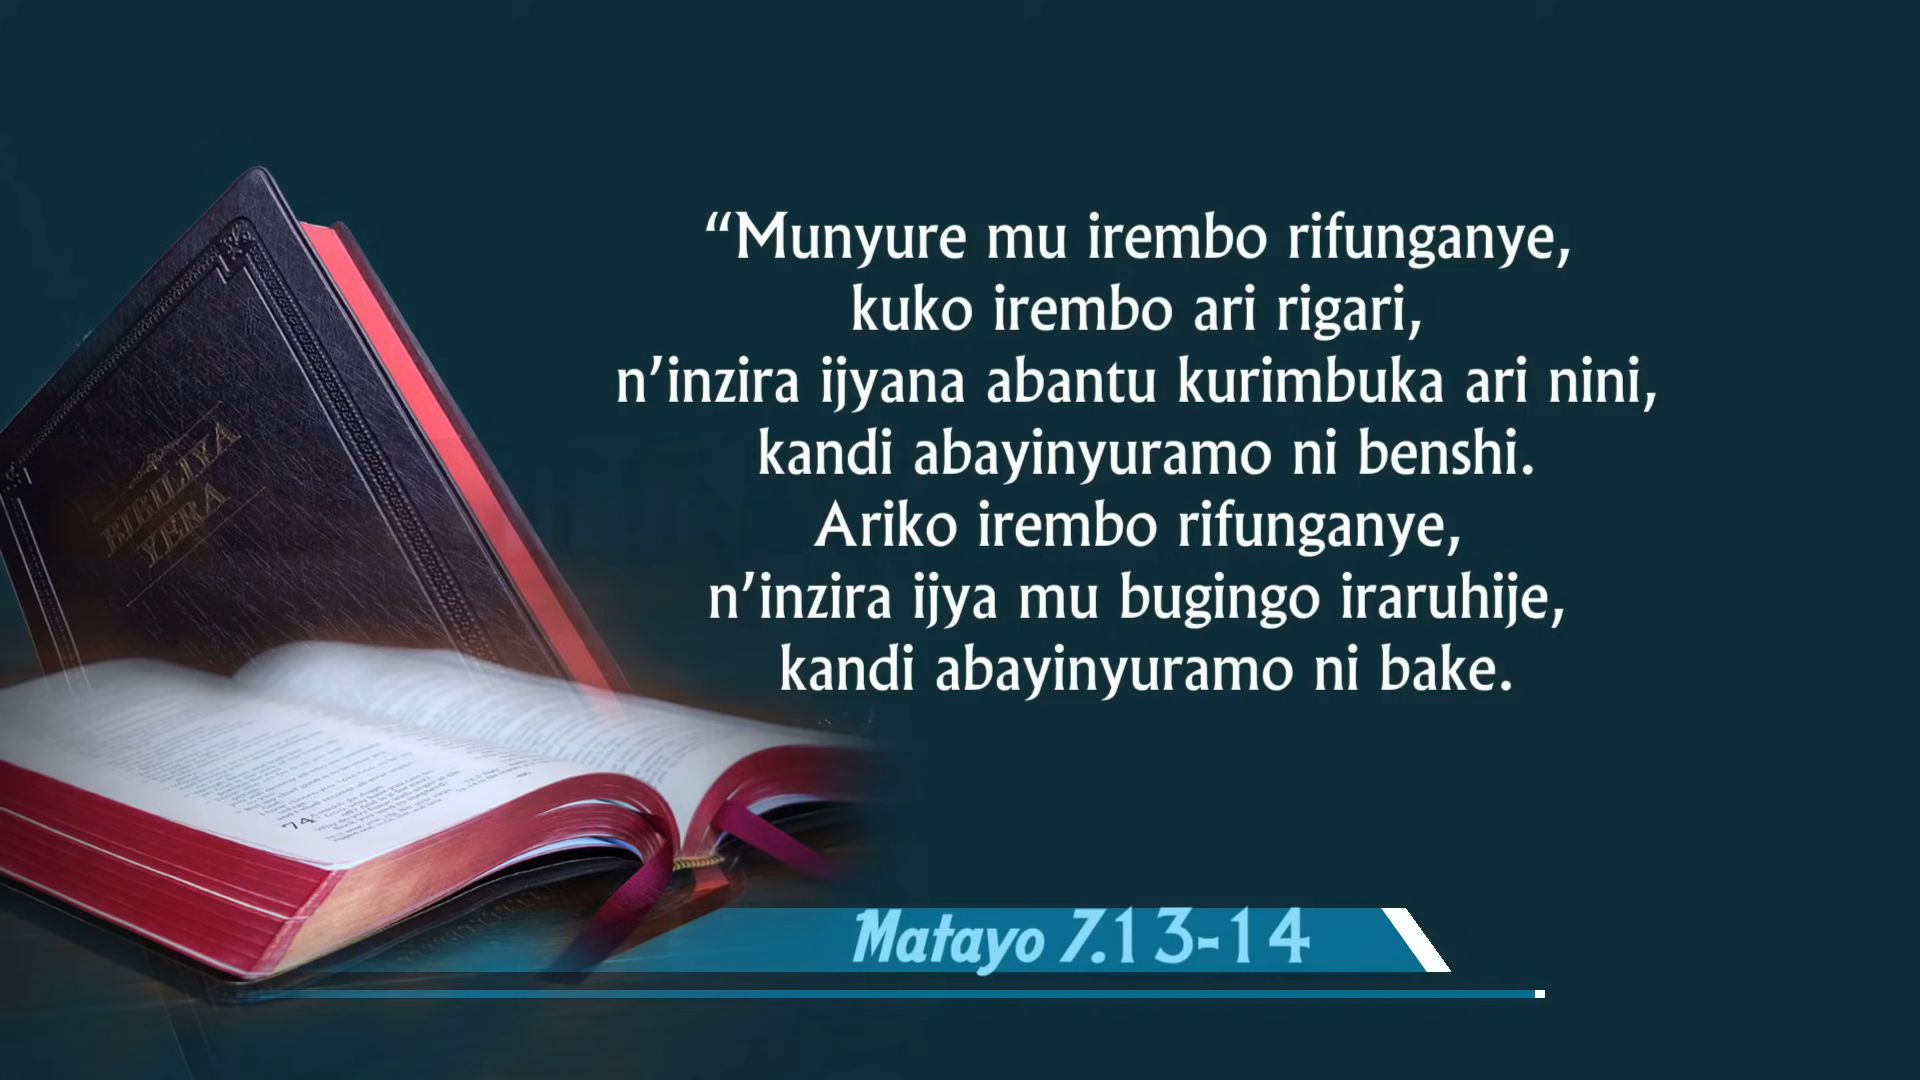 “Munyure mu irembo rifunganye,
kuko irembo ari rigari,
n’inzira ijyana abantu kurimbuka ari nini,
kandi abayinyuramo ni benshi.
Ariko irembo rifunganye,
n’inzira ijya mu bugingo iraruhije,
kandi abayinyuramo ni bake.
BIBILIYA
YERA
74
Matayo 7.13-14